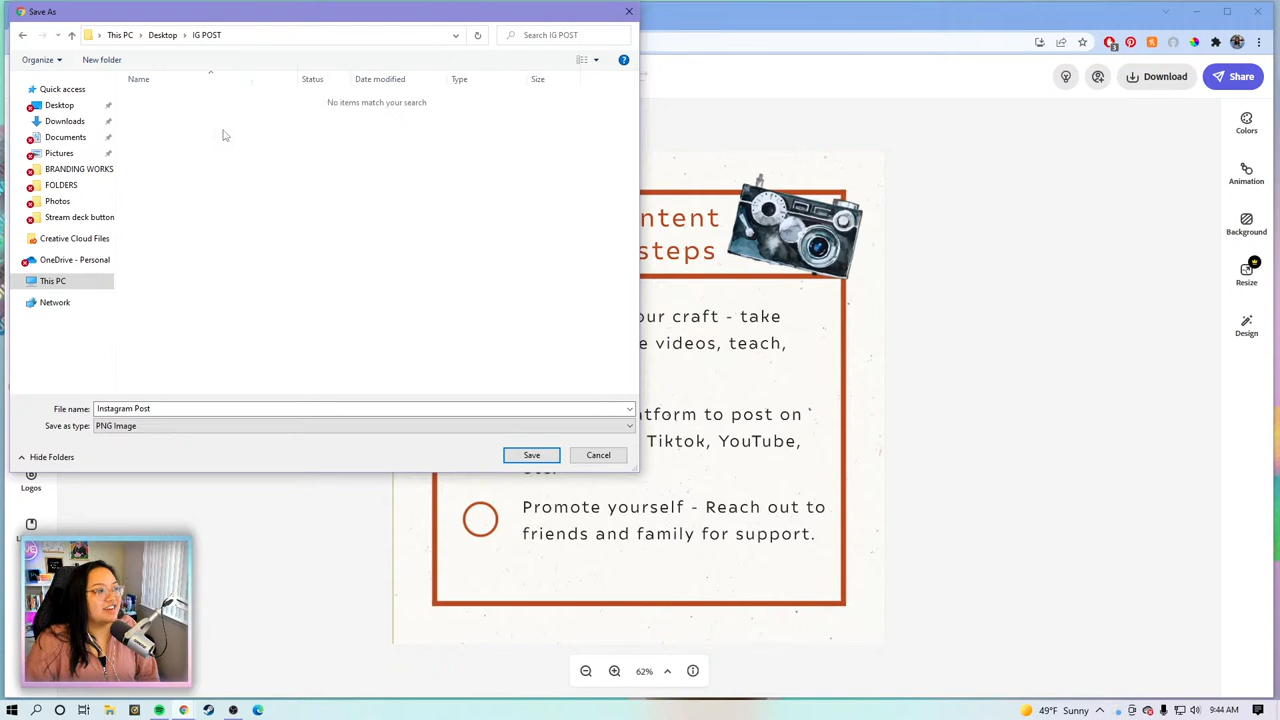 Save As
This PC
Desktop
IG POST
Search IG POST
Organize
New folder
Name
Status
Date modified
Type
Size
No items match your search
Quick access
Desktop
Downloads
Documents
Pictures
BRANDING WORKS
FOLDERS
Photos
Stream deck button
Creative Cloud Files
OneDrive - Personal
This PC
Network
File name:
Instagram Post
Save as type:
PNG Image
Hide Folders
Save
Cancel
3
Download
Share
Colors
Animation
Background
Resize
Design
Logos
ntent
steps
our craft - take
e videos, teach,
atform to post on `
Tiktok, YouTube,
Promote yourself - Reach out to
friends and family for support.
62%
49°F Sunny
9:44 AM